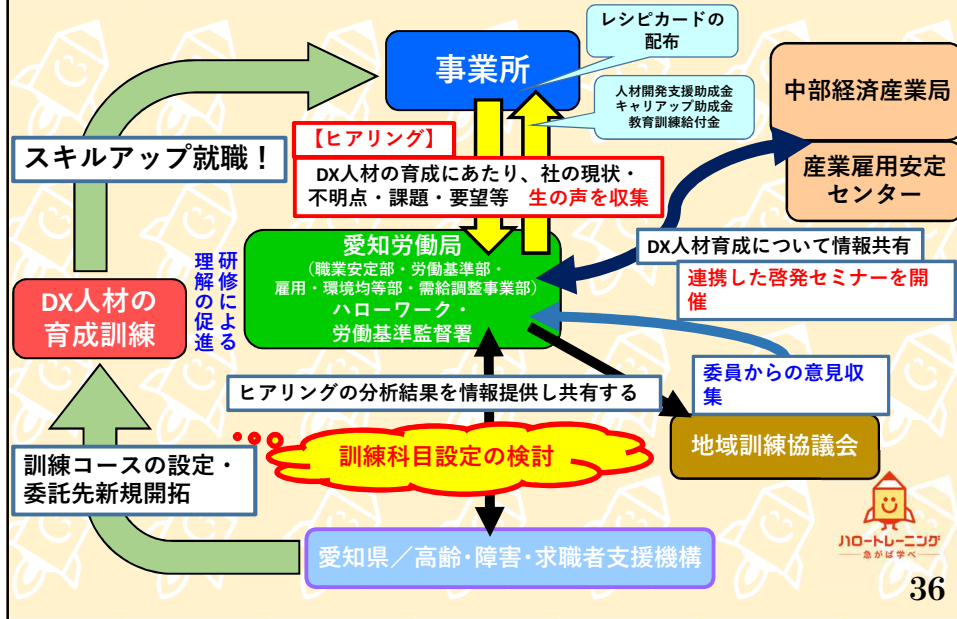 レシピカードの
配布
事業所
人材開発支援助成金
キャリアップ助成金
教育訓練給付金
中部経済産業局
産業雇用安定
センター
スキルアップ就職！
【ヒアリング】
DX人材の育成にあたり、社の現状・
不明点・課題・要望等　生の声を収集
愛知労働局
（職業安定部・労働基準部・
雇用・環境均等部・需給調整事業部）
ハローワーク・
労働基準監督署
DX人材育成について情報共有
連携した啓発セミナーを開
催
研修による
理解の促進
DX人材の
育成訓練
ヒアリングの分析結果を情報提供し共有する
委員からの意見収
集
訓練科目設定の検討
地域訓練協議会
訓練コースの設定・
委託先新規開拓
愛知県／高齢・障害・求職者支援機構
ハロートレーニング
急がば学べ
36